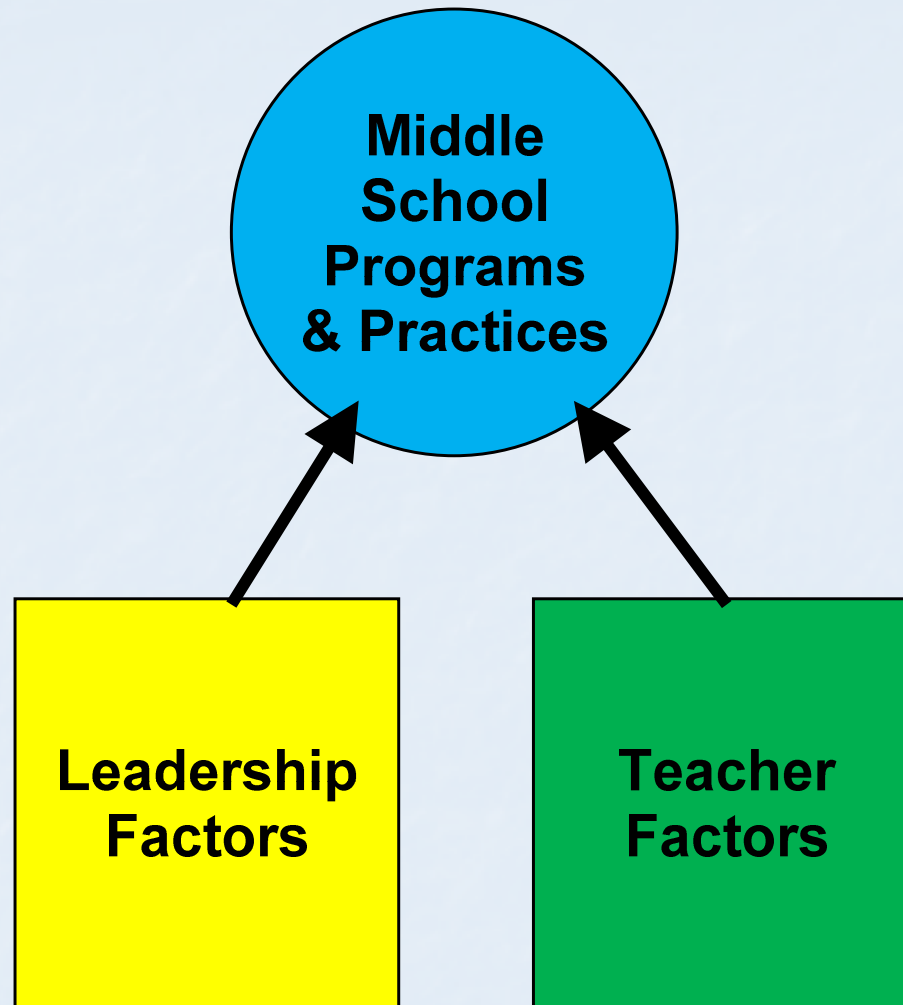 Middle
School
Programs
& Practices
Leadership
Factors
Teacher
Factors